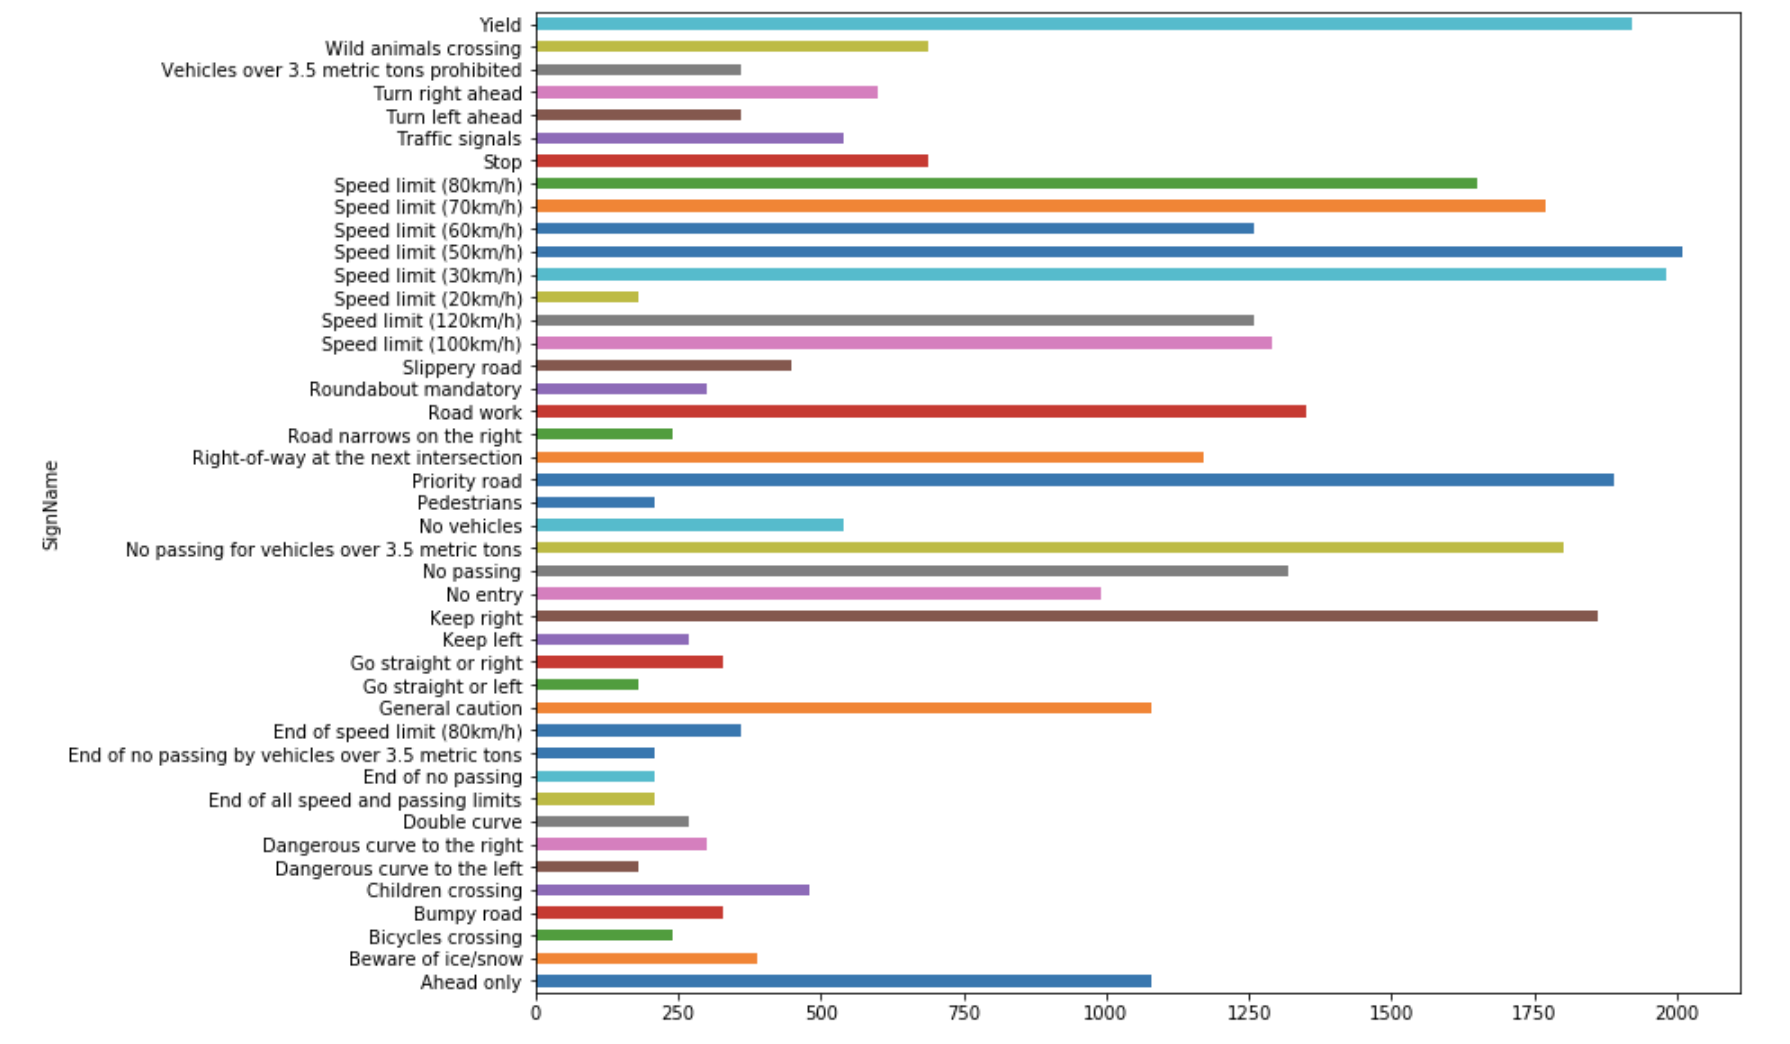 Yield
Wild animals crossing
Vehicles over 3.5 metric tons prohibited
Turn right ahead
Turn left ahead
Traffic signals
Stop
Speed limit (80km/h)
Speed limit (70km/h)
Speed limit (60km/h)
Speed limit (50km/h)
Speed limit (30km/h)
Speed limit (20km/h)
Speed limit (120km/h)
Speed limit (100km/h)
Slippery road
Roundabout mandatory
Road work
Road narrows on the right
Right-of-way at the next intersection
Priority road
Pedestrians
No vehicles
No passing for vehicles over 3.5 metric tons
No passing
No entry
Keep right
Keep left
Go straight or right
Go straight or left
General caution
End of speed limit (80km/h)
End of no passing by vehicles over 3.5 metric tons
End of no passing
End of all speed and passing limits
Double curve
Dangerous curve to the right
Dangerous curve to the left
Children crossing
Bumpy road
Bicycles crossing
Beware of ice/snow
Ahead only
SignName
0 250 500 750 1000 1250 1500 1750 2000